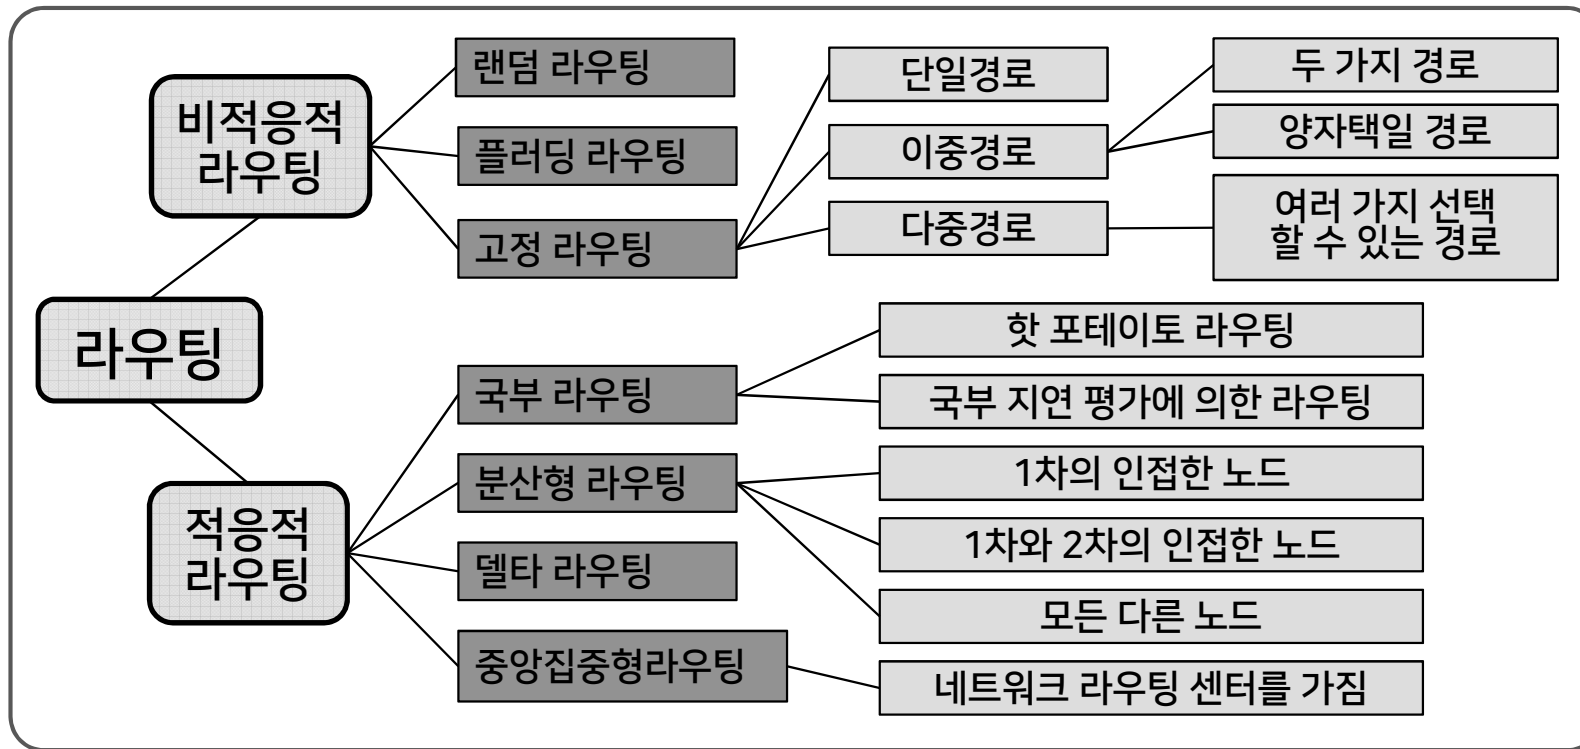 라우팅
비적응적
라우팅
랜덤 라우팅
플러딩 라우팅
고정 라우팅
단일경로
이중경로
다중경로
두 가지 경로
양자택일 경로
여러 가지 선택
할 수 있는 경로
적응적
라우팅
국부 라우팅
분산형 라우팅
델타 라우팅
중앙집중형라우팅
핫 포테이토 라우팅
국부 지연 평가에 의한 라우팅
1차의 인접한 노드
1차와 2차의 인접한 노드
모든 다른 노드
네트워크 라우팅 센터를 가짐